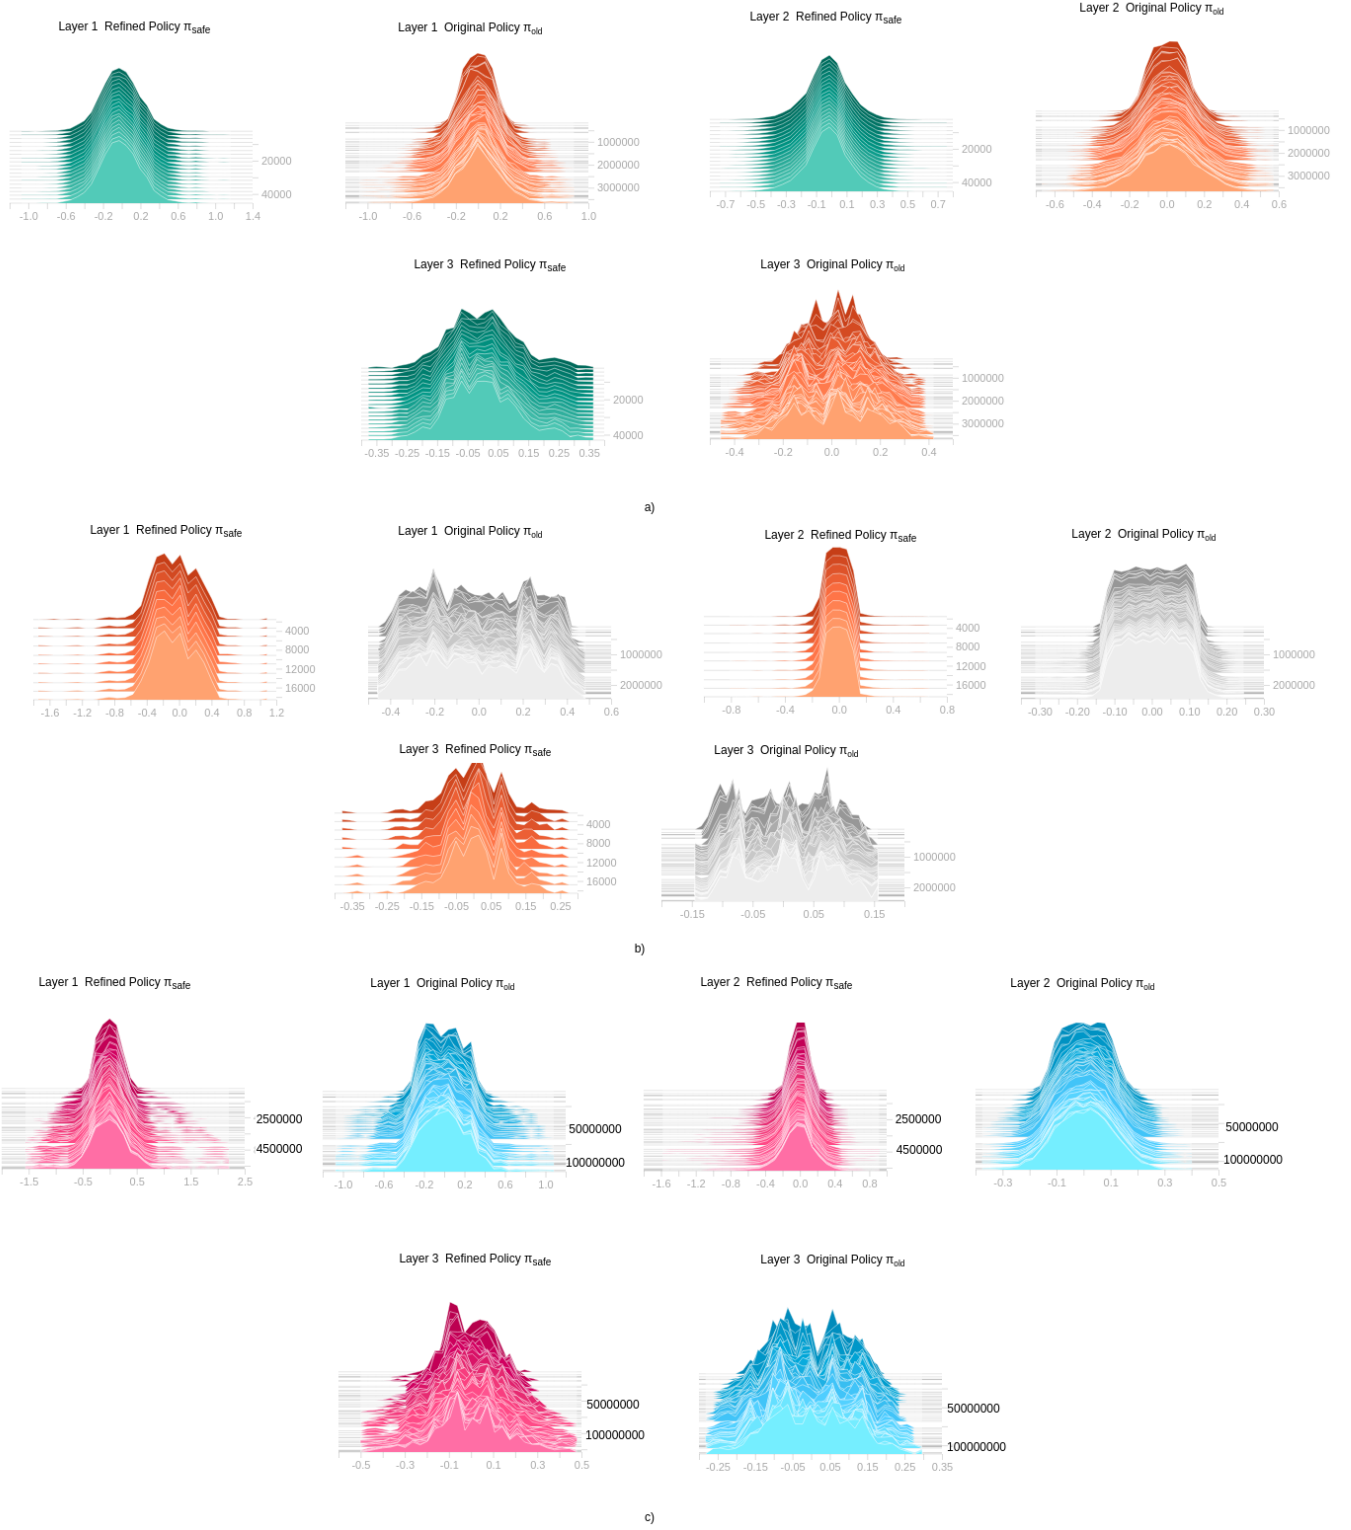 Layer 1  Refined Policy πsafe
Layer 1  Original Policy πold
Layer 2  Refined Policy πsafe
Layer 2  Original Policy πold
20000
40000
-1.0 -0.6 -0.2 0.2 0.6 1.0 1.4
1000000
2000000
3000000
-1.0 -0.6 -0.2 0.2 0.6 1.0
20000
40000
-0.7 -0.5 -0.3 -0.1 0.1 0.3 0.5 0.7
1000000
2000000
3000000
-0.6 -0.4 -0.2 0.0 0.2 0.4 0.6
Layer 3  Refined Policy πsafe
Layer 3  Original Policy πold
20000
40000
-0.35 -0.25 -0.15 -0.05 0.05 0.15 0.25 0.35
1000000
2000000
3000000
-0.4 -0.2 0.0 0.2 0.4
a)
Layer 1  Refined Policy πsafe
Layer 1  Original Policy πold
Layer 2  Refined Policy πsafe
Layer 2  Original Policy πold
4000
8000
12000
16000
-1.6 -1.2 -0.8 -0.4 0.0 0.4 0.8 1.2
1000000
2000000
-0.4 -0.2 0.0 0.2 0.4 0.6
4000
8000
12000
16000
-0.8 -0.4 0.0 0.4 0.8
1000000
2000000
-0.30 -0.20 -0.10 0.00 0.10 0.20 0.30
Layer 3  Refined Policy πsafe
Layer 3  Original Policy πold
4000
8000
12000
16000
-0.35 -0.25 -0.15 -0.05 0.05 0.15 0.25
1000000
2000000
-0.15 -0.05 0.05 0.15
b)
Layer 1  Refined Policy πsafe
Layer 1  Original Policy πold
Layer 2  Refined Policy πsafe
Layer 2  Original Policy πold
2500000
4500000
-1.5 -0.5 0.5 1.5 2.5
50000000
100000000
-1.0 -0.6 -0.2 0.2 0.6 1.0
2500000
4500000
-1.6 -1.2 -0.8 -0.4 0.0 0.4 0.8
50000000
100000000
-0.3 -0.1 0.1 0.3 0.5
Layer 3  Refined Policy πsafe
Layer 3  Original Policy πold
50000000
100000000
-0.5 -0.3 -0.1 0.1 0.3 0.5
50000000
100000000
-0.25 -0.15 -0.05 0.05 0.15 0.25 0.35
c)